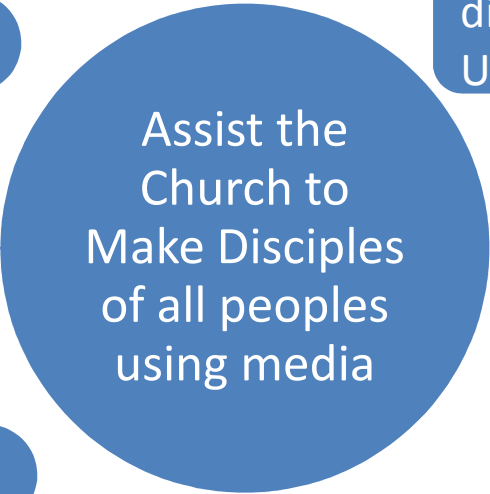 Assist the
Church to
Make Disciples
of all peoples
using media